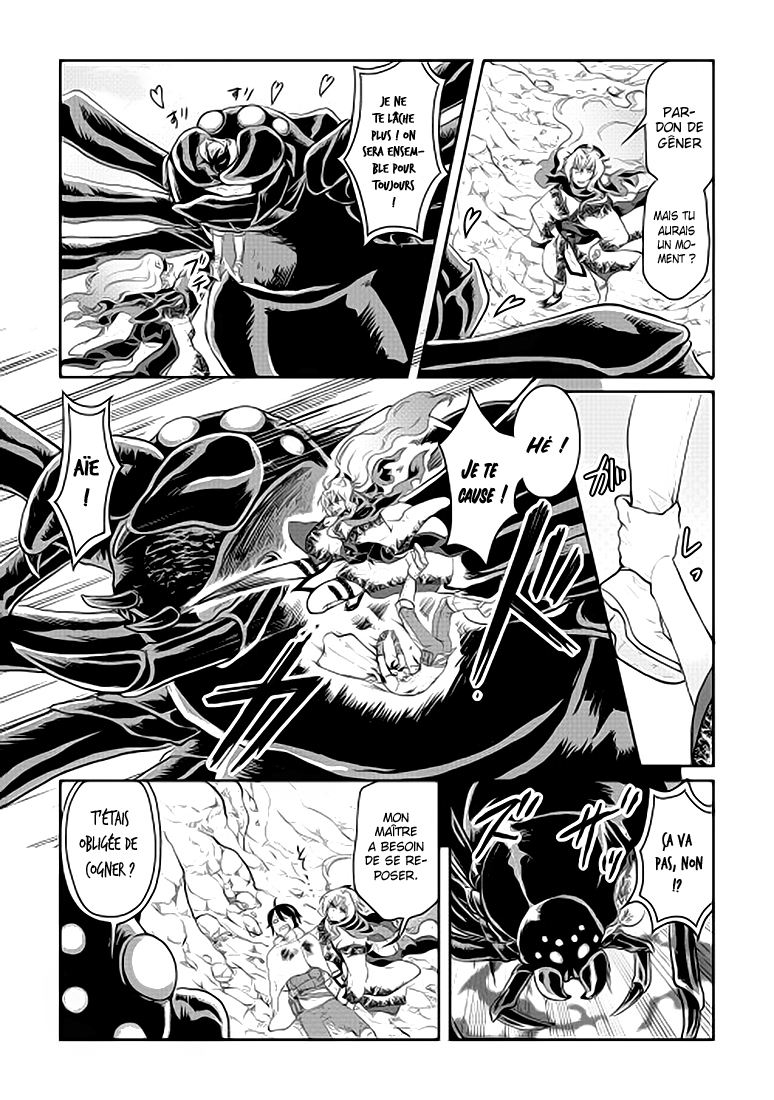 PAR-
DON DE
GÊNER
MAIS TU
AURAIS
UN MO-
MENT ?
JE NE
TE LÂCHE
PLUS ! ON
SERA ENSEM-
BLE POUR
TOUJOURS
!
HÉ !
JE TE
CAUSE !
AÏE
!
ÇA VA
PAS, NON
!?
MON
MAÎTRE
A BESOIN
DE SE RE-
POSER.
T'ÉTAIS
OBLIGÉE DE
COGNER ?